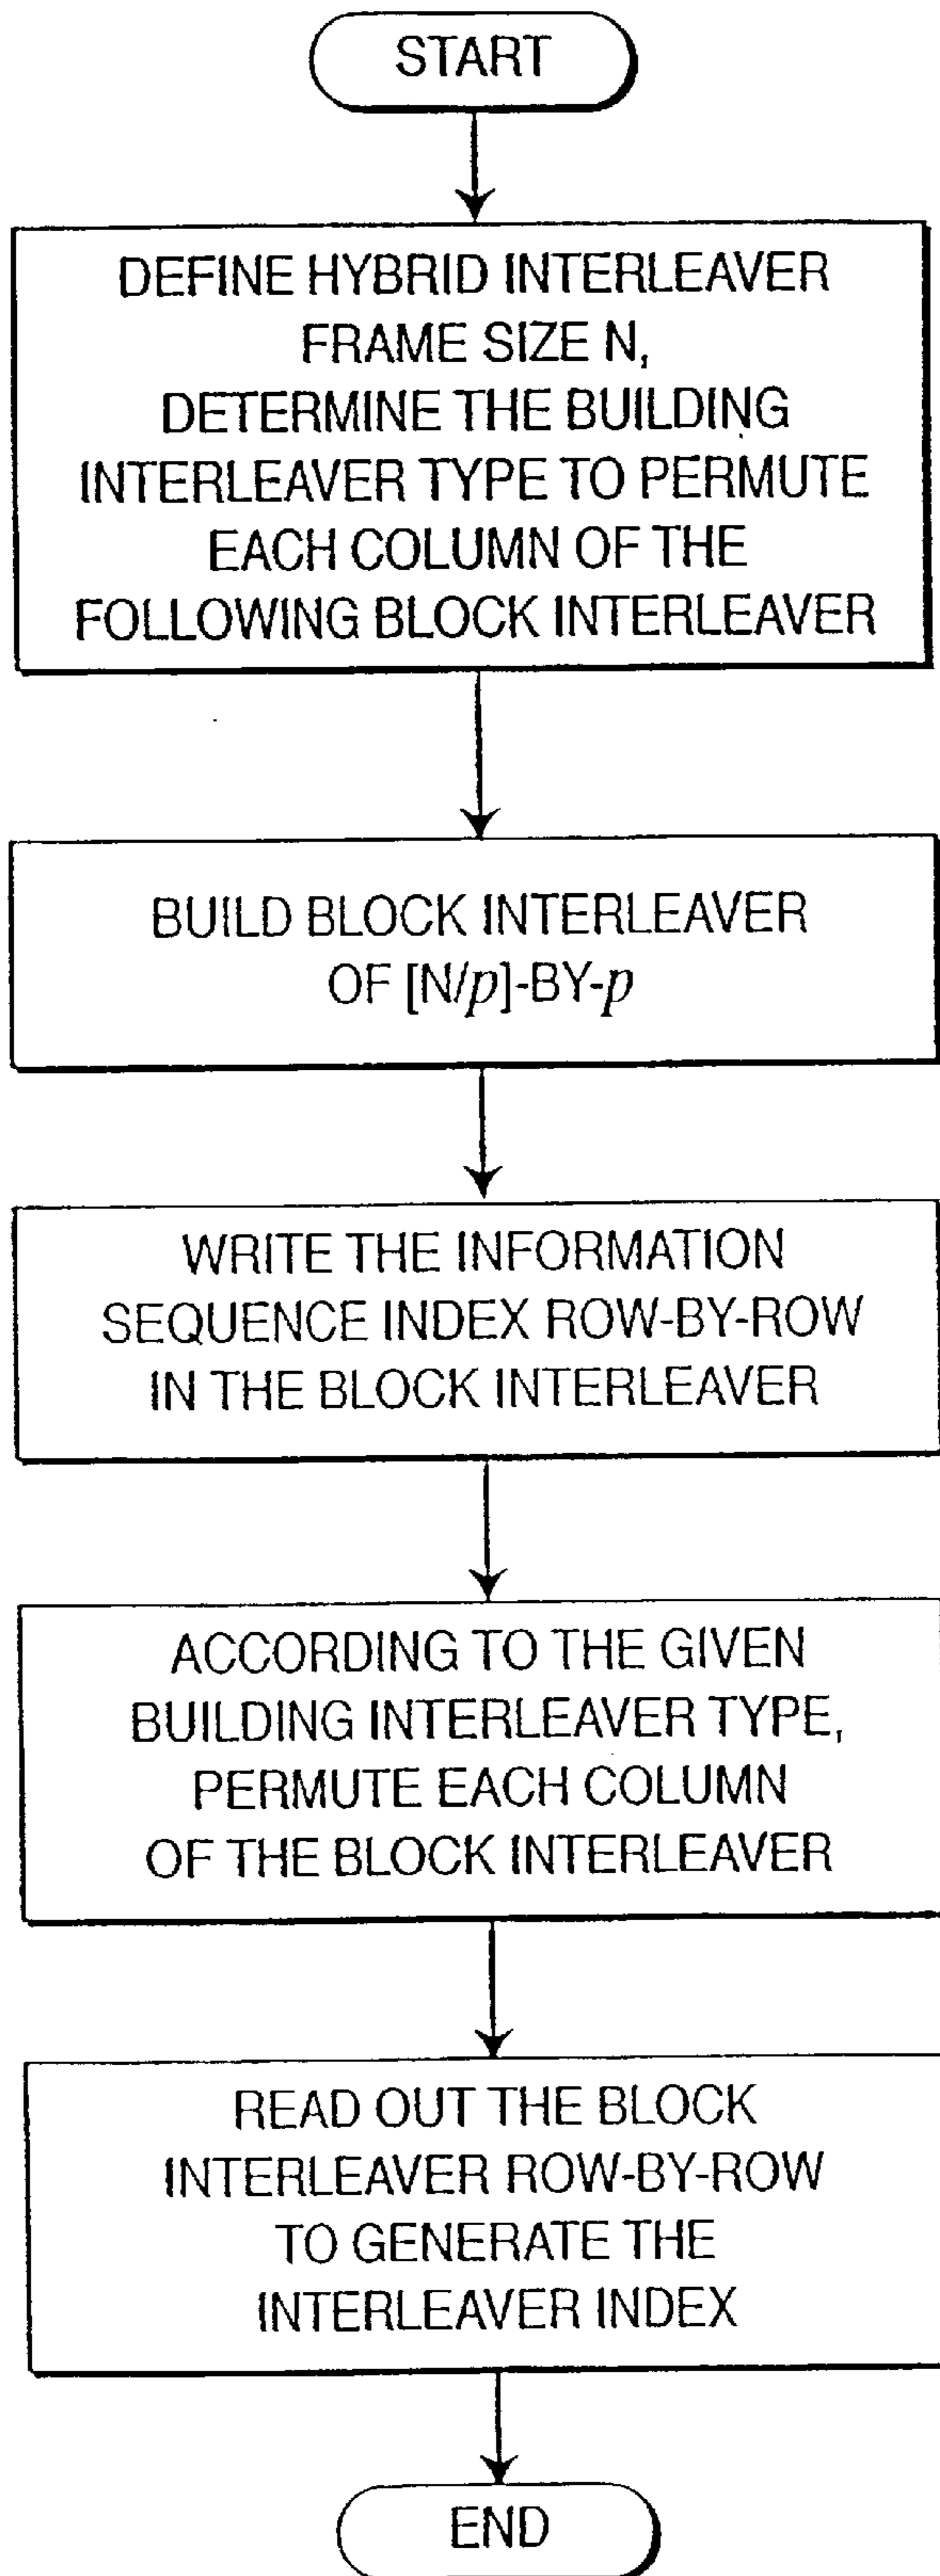 START
DEFINE HYBRID INTERLEAVER
FRAME SIZE N,
DETERMINE THE BUILDING
INTERLEAVER TYPE TO PERMUTE
EACH COLUMN OF THE
FOLLOWING BLOCK INTERLEAVER
BUILD BLOCK INTERLEAVER
OF [N/p]-BY-p
WRITE THE INFORMATION
SEQUENCE INDEX ROW-BY-ROW
IN THE BLOCK INTERLEAVER
ACCORDING TO THE GIVEN
BUILDING INTERLEAVER TYPE,
PERMUTE EACH COLUMN
OF THE BLOCK INTERLEAVER
READ OUT THE BLOCK
INTERLEAVER ROW-BY-ROW
TO GENERATE THE
INTERLEAVER INDEX
END